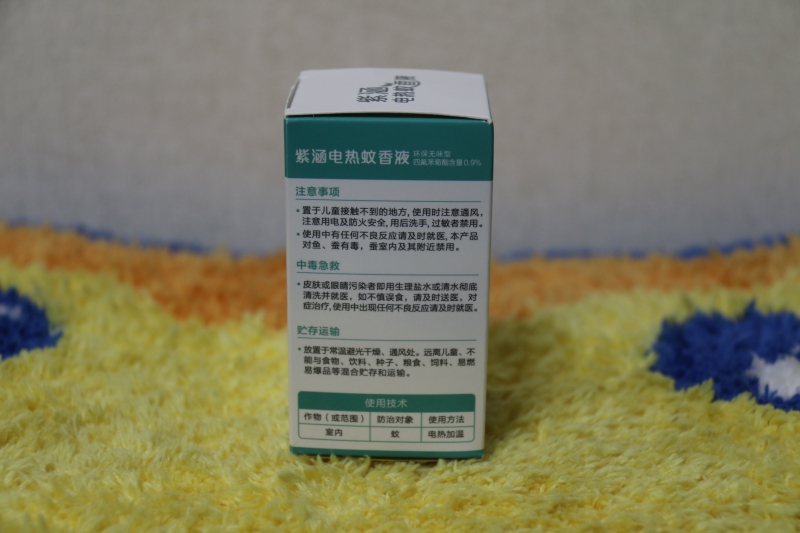 紫涵
电热蚊香液
紫涵电热蚊香液
环保无味型
四氟苯菊酯含量0.9%
注意事项
• 置于儿童接触不到的地方, 使用时注意通风,
注意用电及防火安全, 用后洗手, 过敏者禁用。
• 使用中有任何不良反应请及时就医, 本产品
对鱼、蚕有毒，蚕室内及其附近禁用。
中毒急救
• 皮肤或眼睛污染者即用生理盐水或清水彻底
清洗并就医，如不慎误食，请及时送医，对
症治疗, 使用中出现任何不良反应请及时就医。
贮存运输
• 放置于常温避光干燥、通风处。远离儿童、不
能与食物、饮料、种子、粮食、饲料、易燃
易爆品等混合贮存和运输。
使用技术
作物（或范围） 防治对象 使用方法
室内 蚊 电热加温